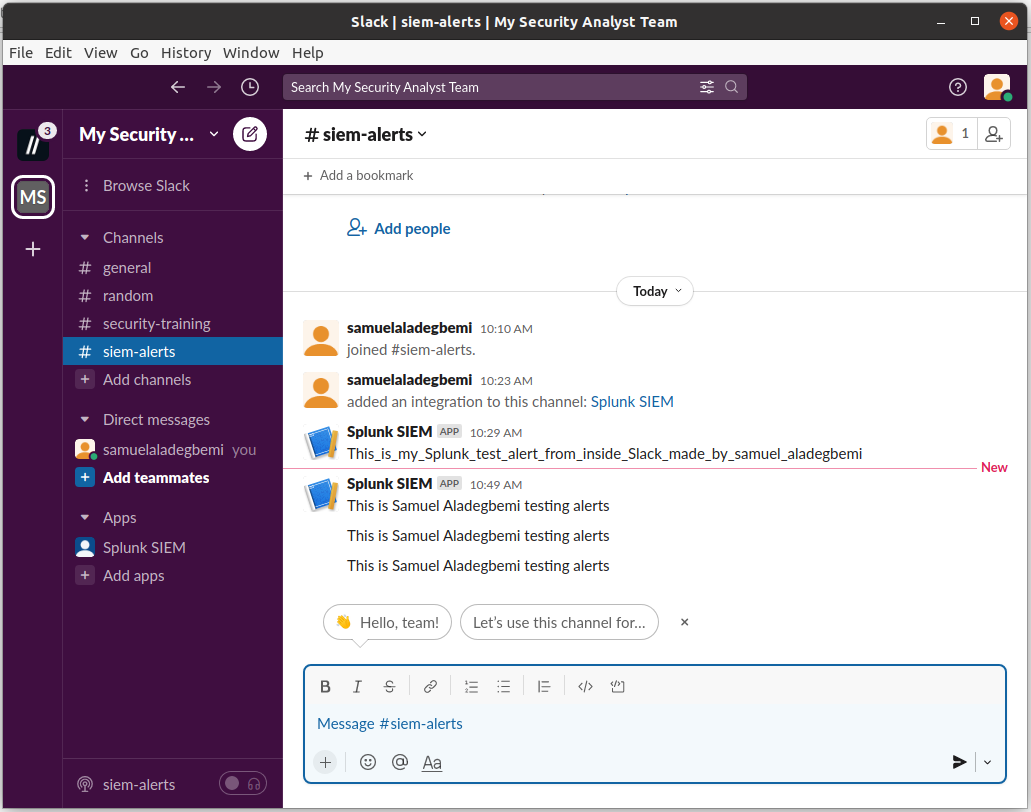 Slack | siem-alerts | My Security Analyst Team
File Edit View Go History Window Help
Search My Security Analyst Team
3
My Security ...
# siem-alerts
1
MS
Browse Slack
+ Add a bookmark
Add people
Channels
# general
# random
# security-training
# siem-alerts
+ Add channels
Direct messages
samuelaladegbemi you
+ Add teammates
Apps
Splunk SIEM
+ Add apps
siem-alerts
Today
samuelaladegbemi 10:10 AM
joined #siem-alerts.
samuelaladegbemi 10:23 AM
added an integration to this channel: Splunk SIEM
Splunk SIEM APP 10:29 AM
This_is_my_Splunk_test_alert_from_inside_Slack_made_by_samuel_aladegbemi
New
Splunk SIEM APP 10:49 AM
This is Samuel Aladegbemi testing alerts
This is Samuel Aladegbemi testing alerts
This is Samuel Aladegbemi testing alerts
👋 Hello, team!
Let's use this channel for...
B I S
Message #siem-alerts
+ @ Aa